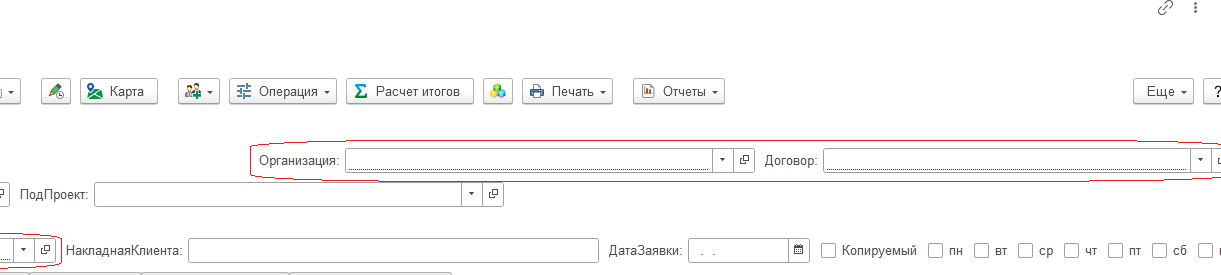 Карта Операция Расчет итогов Печать Отчеты Еще ?
Организация: Договор:
ПодПроект:
НакладнаяКлиента: ДатаЗаявки: . . Копируемый пн вт ср чт пт сб